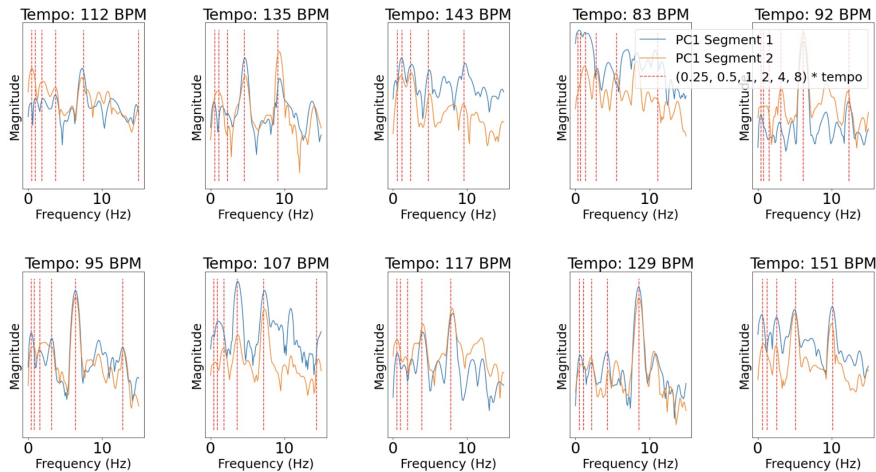 Tempo: 112 BPM
Tempo: 135 BPM
Tempo: 143 BPM
Tempo: 83 BPM
Tempo: 92 BPM
PC1 Segment 1
PC1 Segment 2
(0.25, 0.5, 1, 2, 4, 8) * tempo
Magnitude
Magnitude
Magnitude
Magnitude
Magnitude
0 10
0 10
0 10
0 10
0 10
Frequency (Hz)
Frequency (Hz)
Frequency (Hz)
Frequency (Hz)
Frequency (Hz)
Tempo: 95 BPM
Tempo: 107 BPM
Tempo: 117 BPM
Tempo: 129 BPM
Tempo: 151 BPM
Magnitude
Magnitude
Magnitude
Magnitude
Magnitude
0 10
0 10
0 10
0 10
0 10
Frequency (Hz)
Frequency (Hz)
Frequency (Hz)
Frequency (Hz)
Frequency (Hz)